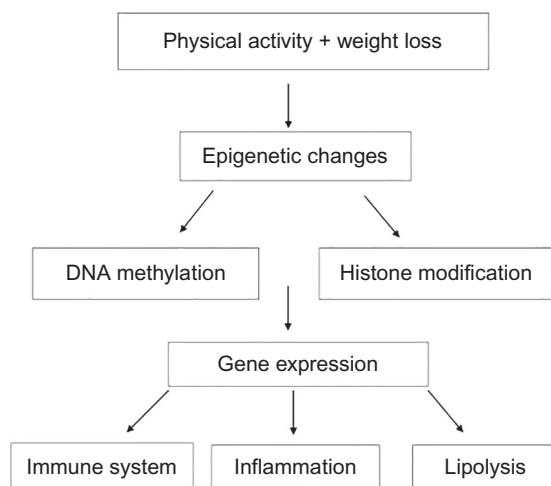 Physical activity + weight loss
Epigenetic changes
DNA methylation
Histone modification
Gene expression
Immune system
Inflammation
Lipolysis